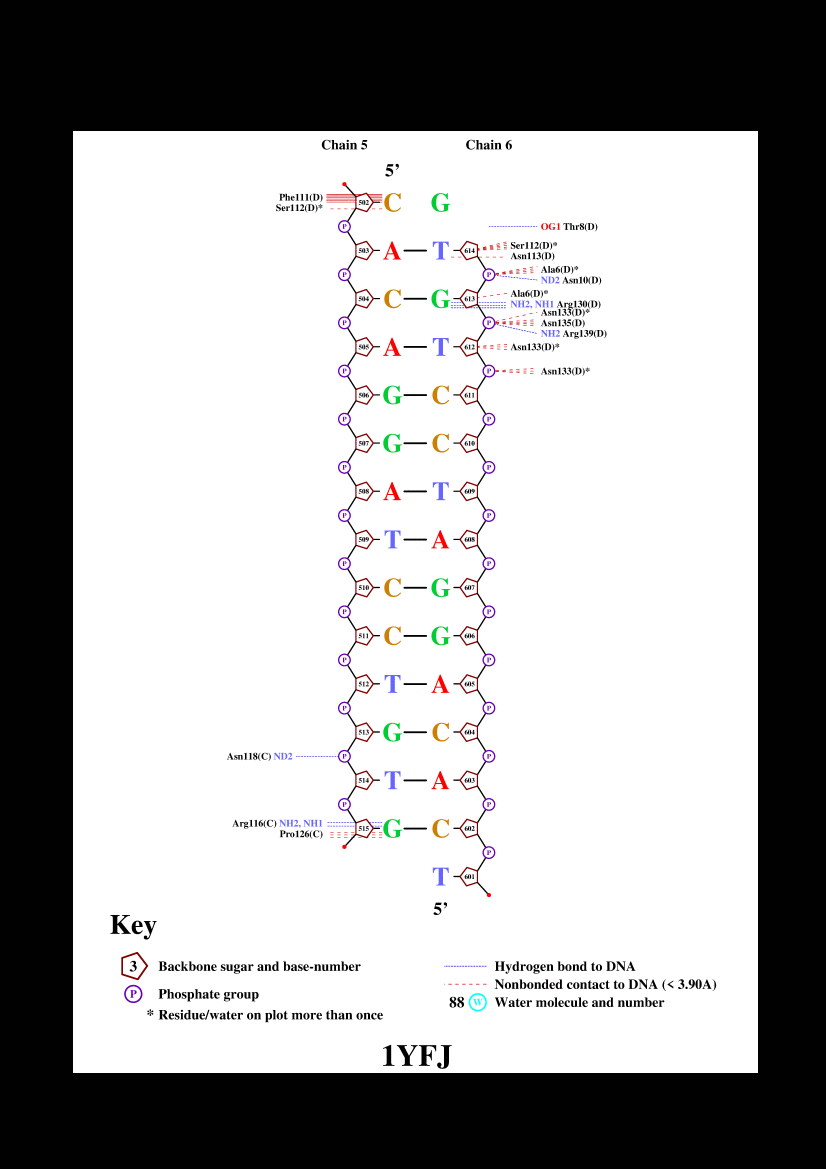 Chain 5 Chain 6
5’
Phe111(D) 502 C G
Ser112(D)*
P OG1 Thr8(D)
503 A T 614 Ser112(D)*
Asn113(D)
P P Ala6(D)*
ND2 Asn10(D)
504 C G 613 Ala6(D)*
NH2, NH1 Arg130(D)
P P Asn133(D)*
Asn135(D)
NH2 Arg139(D)
505 A T 612 Asn133(D)*
P P Asn133(D)*
506 G C 611
P P
507 G C 610
P P
508 A T 609
P P
509 T A 608
P P
510 C G 607
P P
511 C G 606
P P
512 T A 605
P P
513 G C 604
Asn118(C) ND2 P P
514 T A 603
P P
Arg116(C) NH2, NH1 515 G C 602
Pro126(C)
P
T 601
5’
Key
3 Backbone sugar and base-number
P Phosphate group
* Residue/water on plot more than once
Hydrogen bond to DNA
Nonbonded contact to DNA (< 3.90A)
88 W Water molecule and number
1YFJ